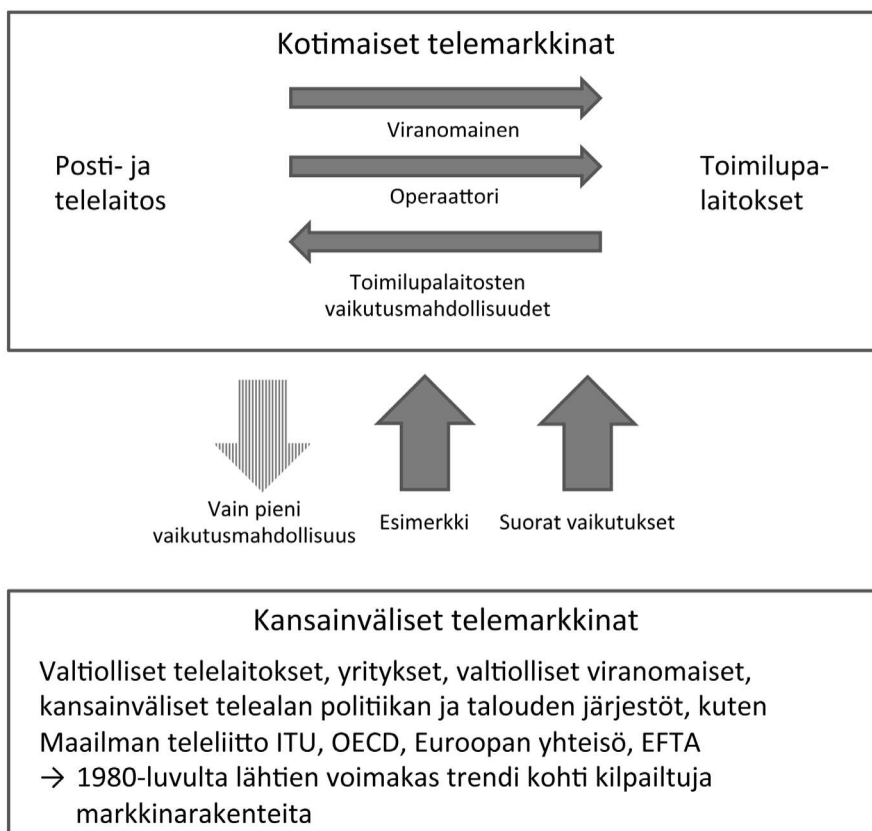 Kotimaiset telemarkkinat
Viranomainen
Posti- ja
telelaitos
Operaattori
Toimilupa-
laitokset
Toimilupalaitosten
vaikutusmahdollisuudet
Vain pieni
vaikutusmahdollisuus
Esimerkki
Suorat vaikutukset
Kansainväliset telemarkkinat
Valtiolliset telelaitokset, yritykset, valtiolliset viranomaiset,
kansainväliset telealan politiikan ja talouden järjestöt, kuten
Maailman teleliitto ITU, OECD, Euroopan yhteisö, EFTA
→ 1980-luvulta lähtien voimakas trendi kohti kilpailtuja
markkinarakenteita